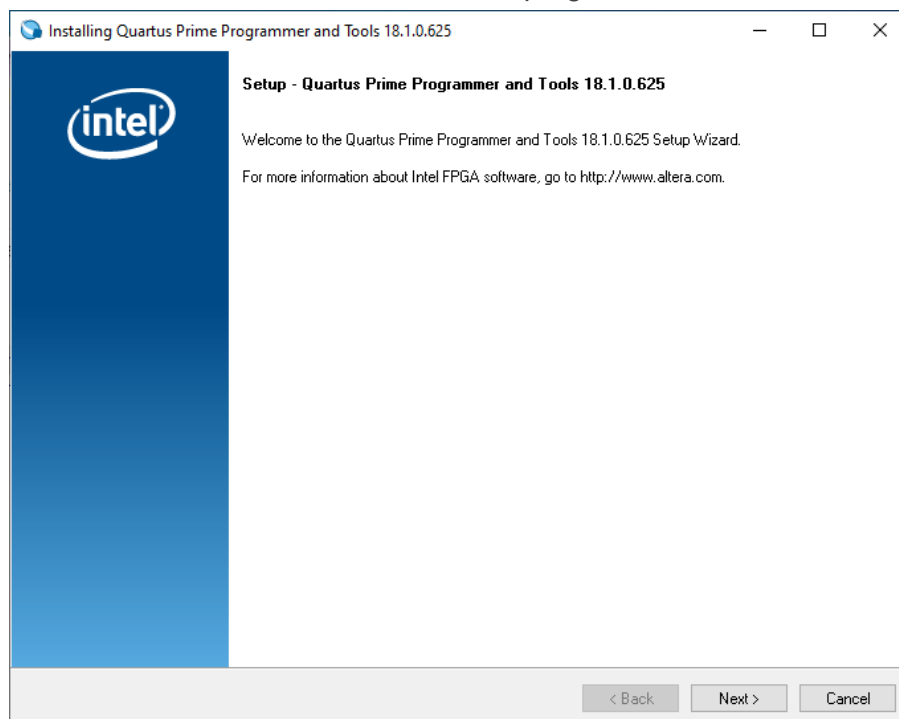 Installing Quartus Prime Programmer and Tools 18.1.0.625
intel
Setup - Quartus Prime Programmer and Tools 18.1.0.625
Welcome to the Quartus Prime Programmer and Tools 18.1.0.625 Setup Wizard.
For more information about Intel FPGA software, go to http://www.altera.com.
< Back
Next >
Cancel